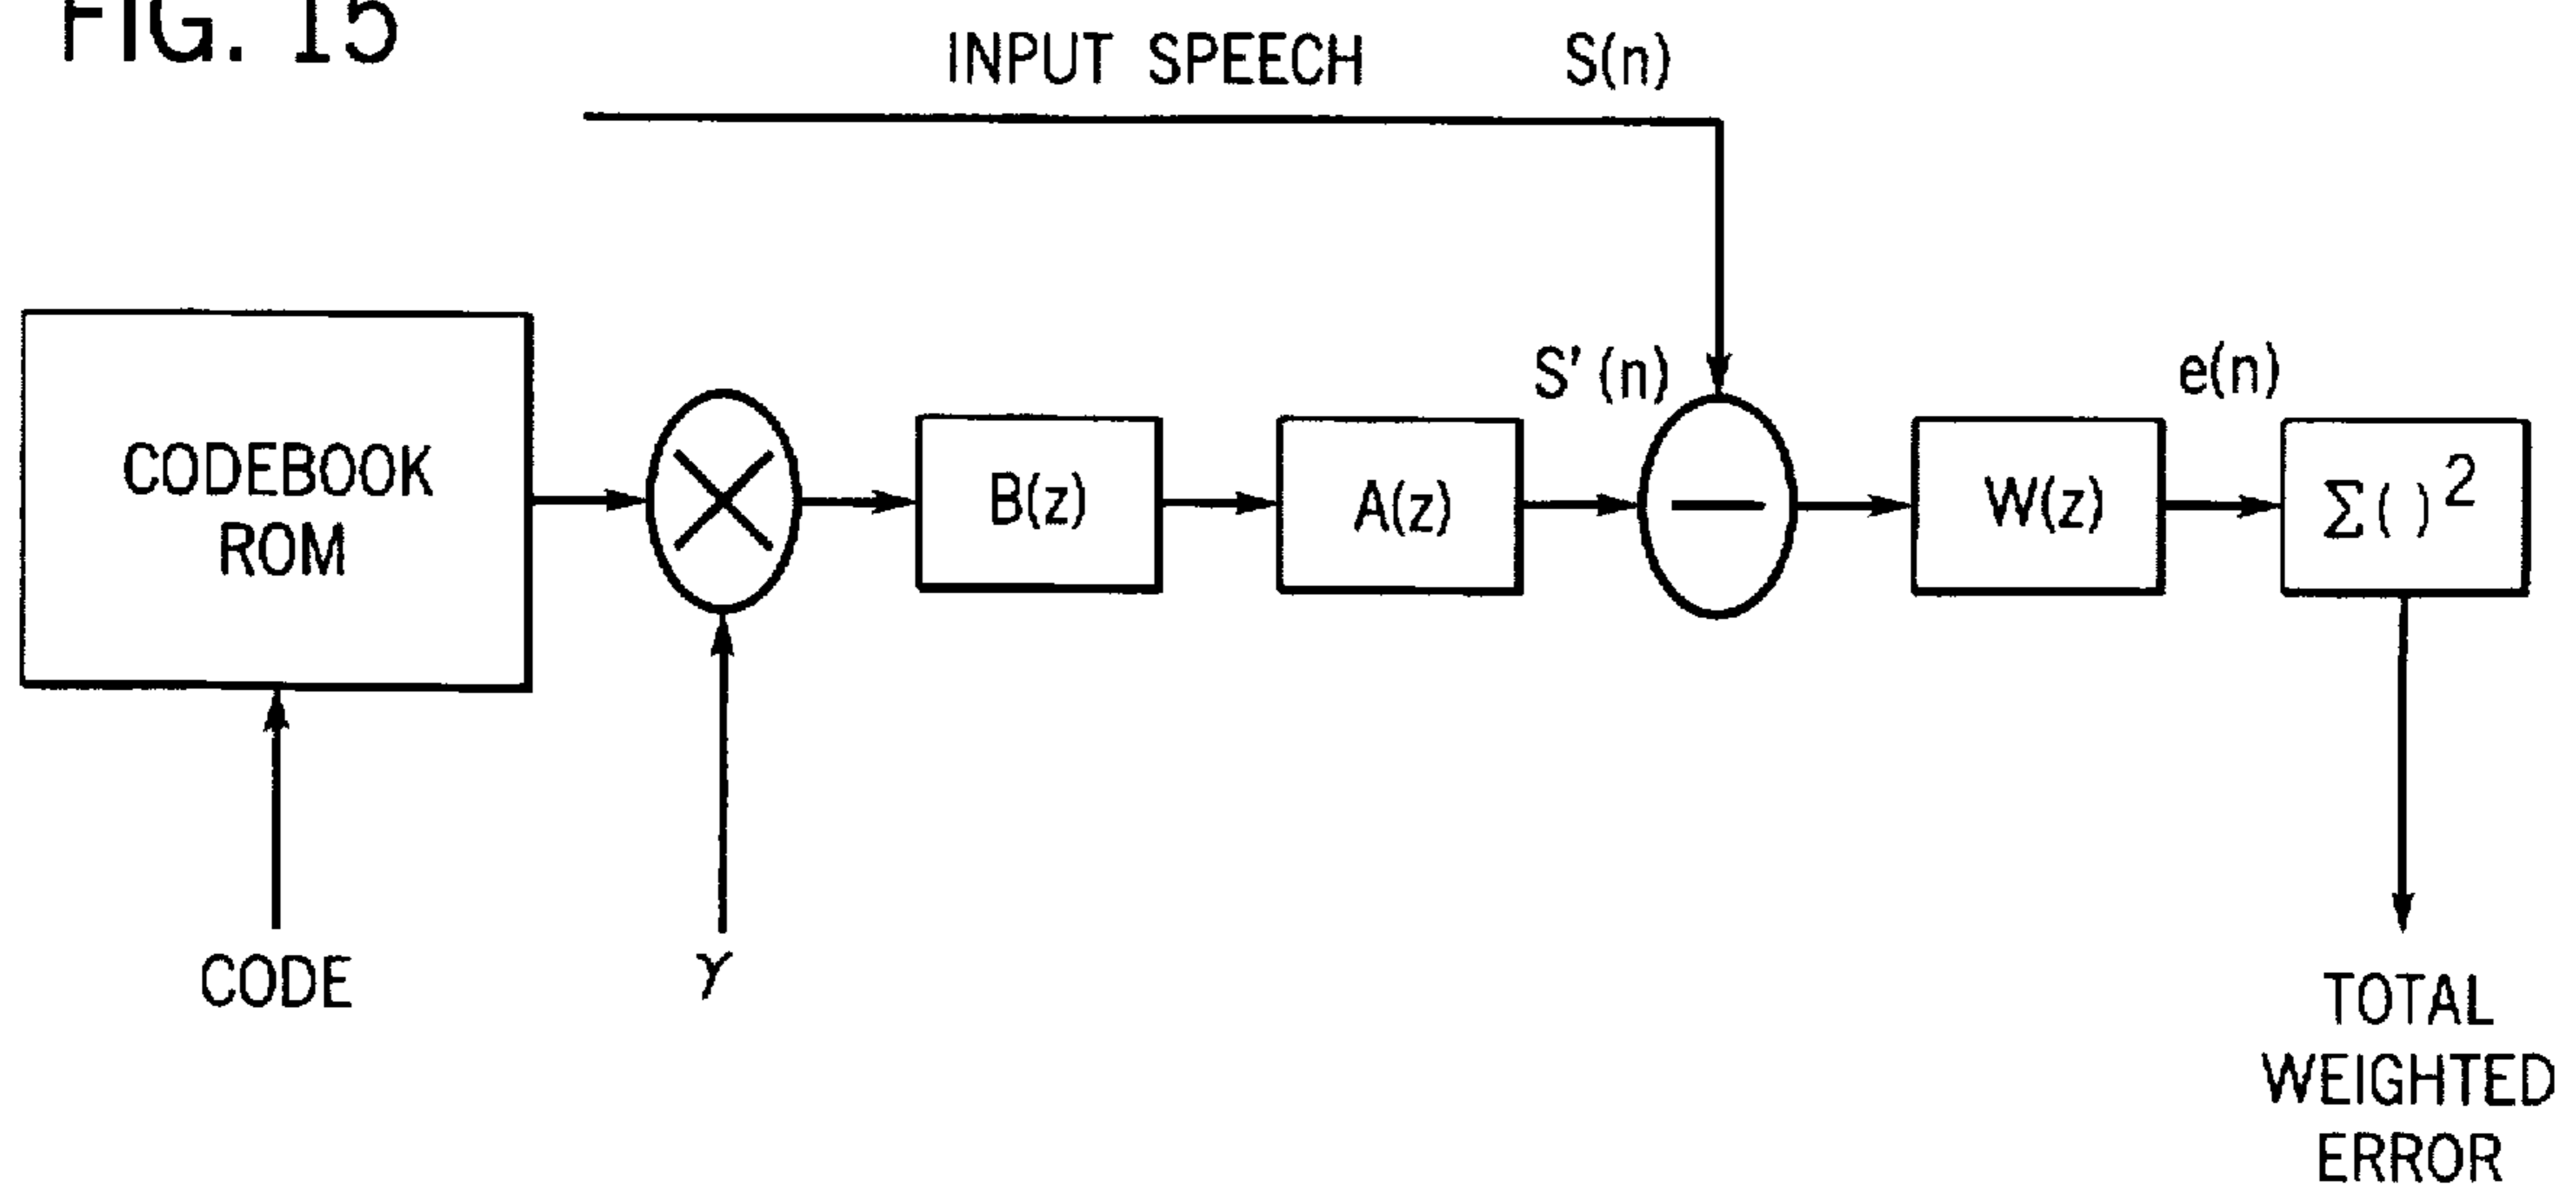 FIG. 15
INPUT SPEECH S(n)
CODEBOOK
ROM
B(z)
A(z)
S'(n)
W(z)
e(n)
Σ( )²
CODE
γ
TOTAL
WEIGHTED
ERROR